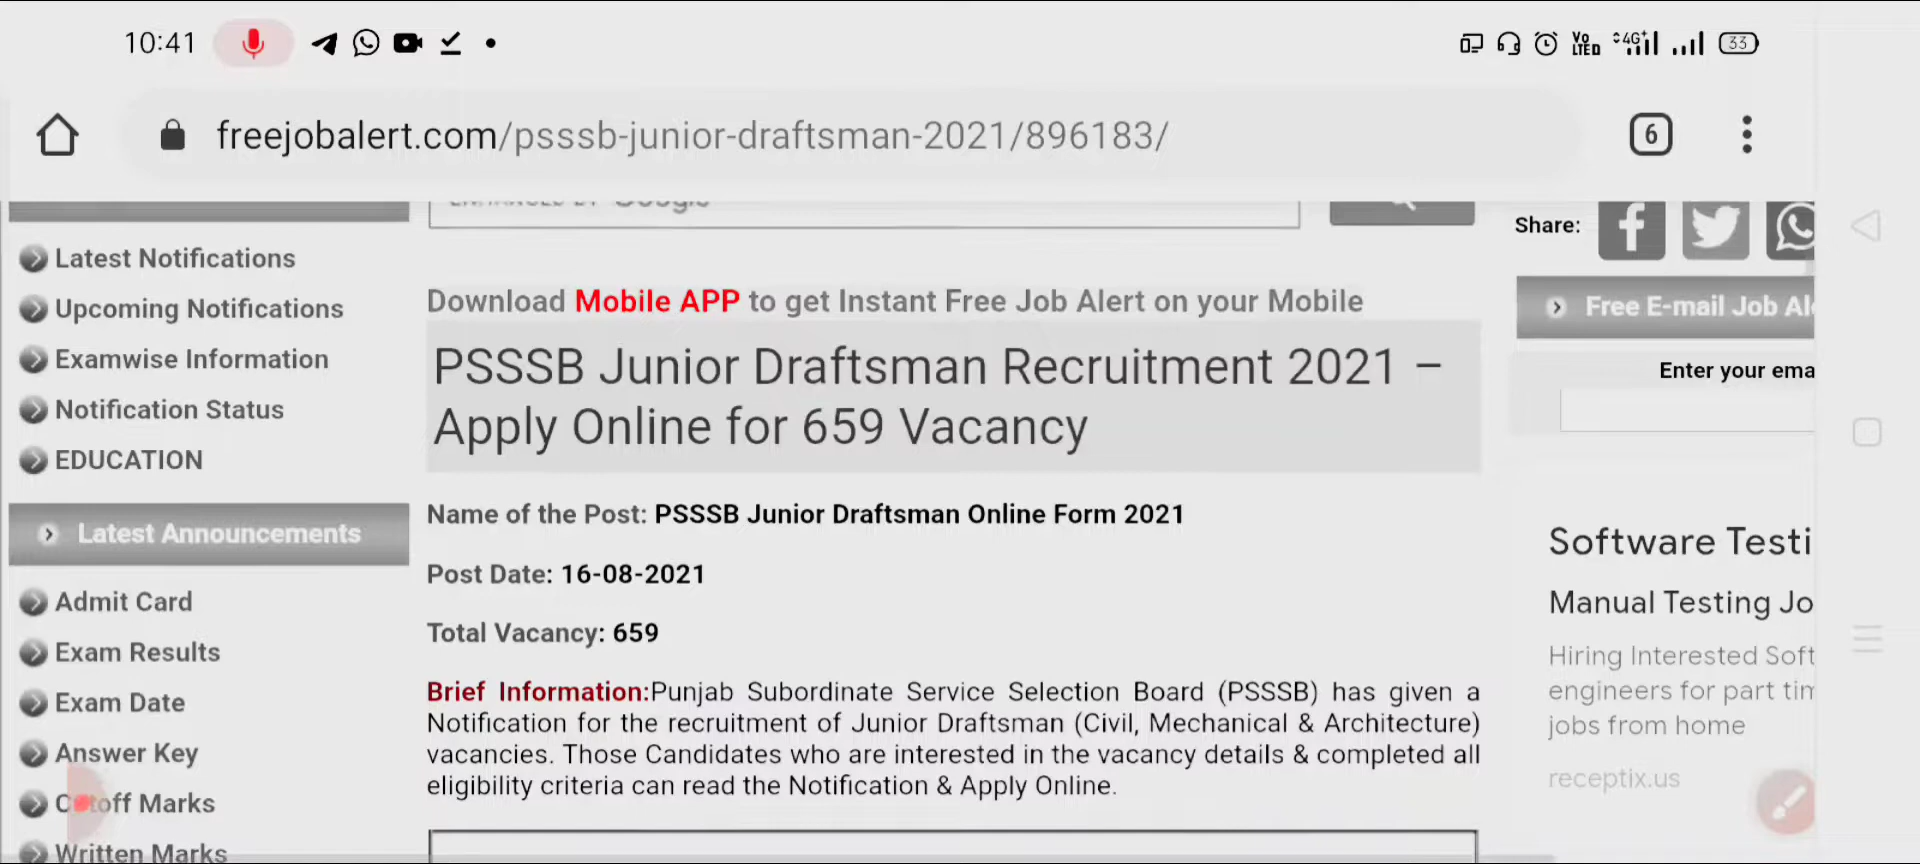 10:41
Vo LTED 4G+ 33
freejobalert.com/psssb-junior-draftsman-2021/896183/
6
Share:
Latest Notifications
Upcoming Notifications
Examwise Information
Notification Status
EDUCATION
Latest Announcements
Admit Card
Exam Results
Exam Date
Answer Key
Cutoff Marks
Written Marks
Download Mobile APP to get Instant Free Job Alert on your Mobile
PSSSB Junior Draftsman Recruitment 2021 –
Apply Online for 659 Vacancy
Name of the Post: PSSSB Junior Draftsman Online Form 2021
Post Date: 16-08-2021
Total Vacancy: 659
Brief Information:Punjab Subordinate Service Selection Board (PSSSB) has given a
Notification for the recruitment of Junior Draftsman (Civil, Mechanical & Architecture)
vacancies. Those Candidates who are interested in the vacancy details & completed all
eligibility criteria can read the Notification & Apply Online.
Free E-mail Job Al
Enter your ema
Software Testi
Manual Testing Jo
Hiring Interested Soft
engineers for part tim
jobs from home
receptix.us